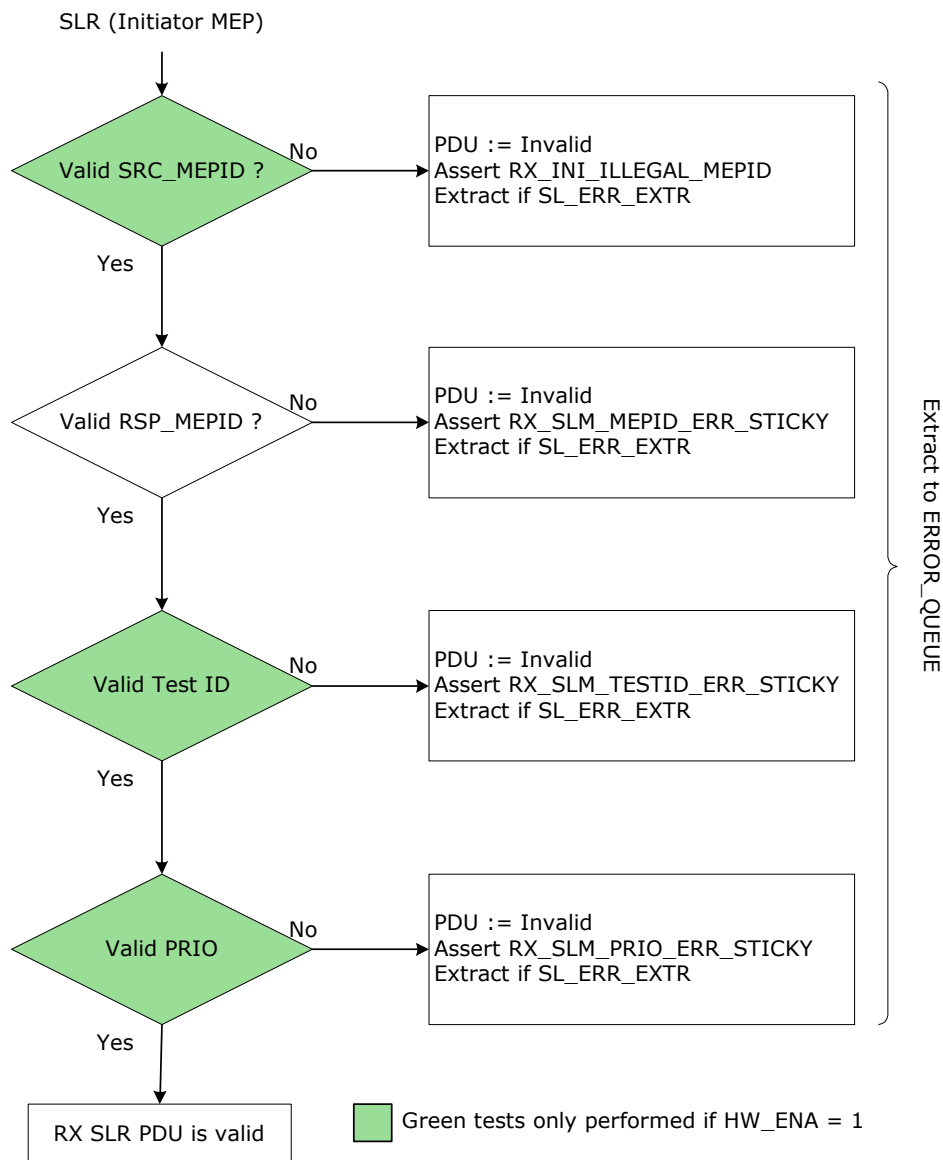 SLR (Initiator MEP)
Valid SRC_MEPID ?
No
PDU := Invalid
Assert RX_INI_ILLEGAL_MEPID
Extract if SL_ERR_EXTR
Yes
Valid RSP_MEPID ?
No
PDU := Invalid
Assert RX_SLM_MEPID_ERR_STICKY
Extract if SL_ERR_EXTR
Yes
Extract to ERROR_QUEUE
Valid Test ID
No
PDU := Invalid
Assert RX_SLM_TESTID_ERR_STICKY
Extract if SL_ERR_EXTR
Yes
Valid PRIO
No
PDU := Invalid
Assert RX_SLM_PRIO_ERR_STICKY
Extract if SL_ERR_EXTR
Yes
RX SLR PDU is valid
Green tests only performed if HW_ENA = 1